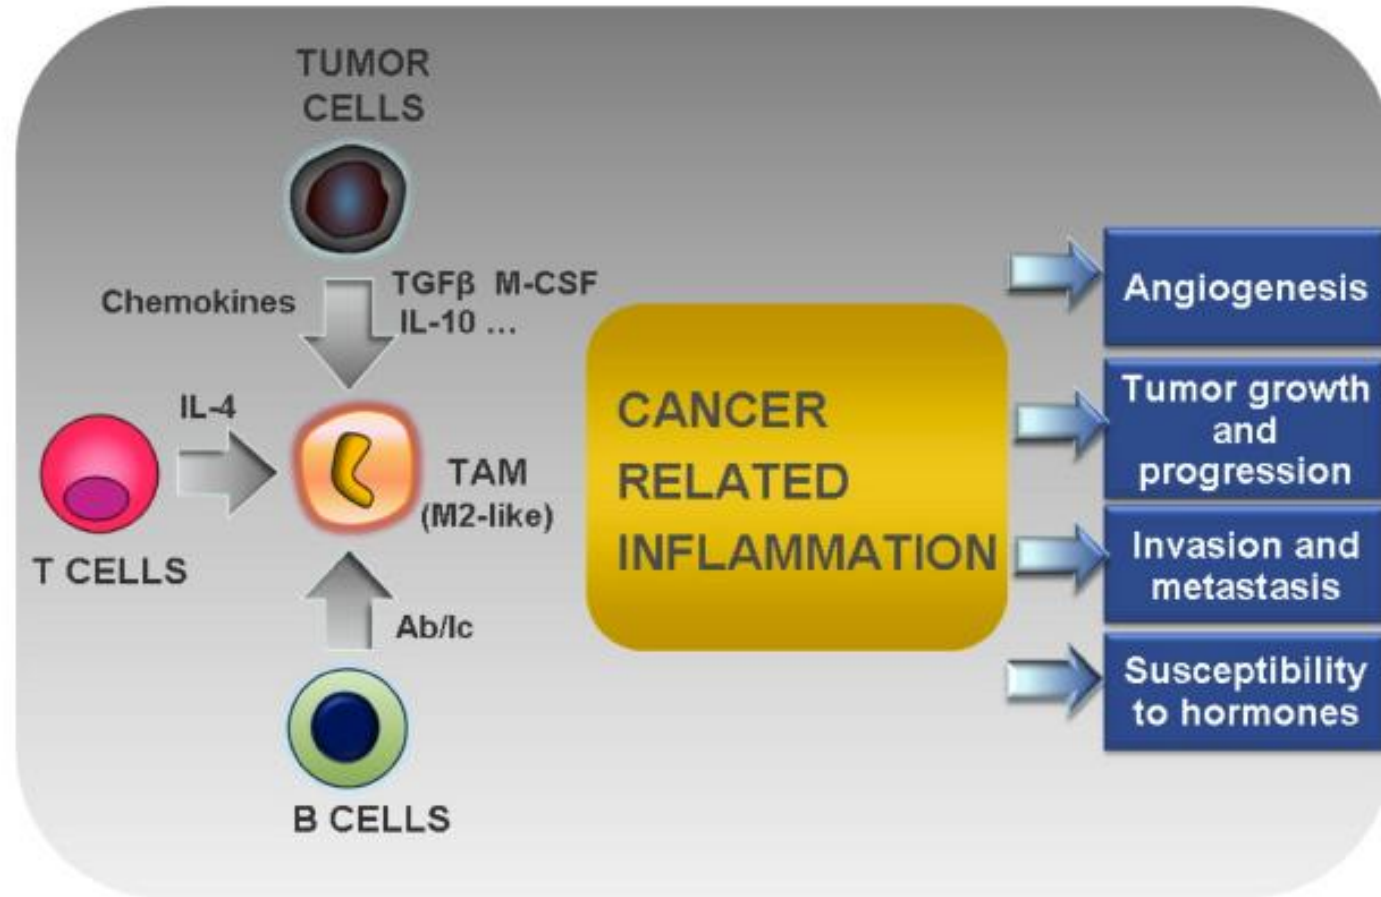 TUMOR
CELLS
Chemokines
TGFβ M-CSF
IL-10 ...
IL-4
T CELLS
TAM
(M2-like)
Ab/Ic
B CELLS
CANCER
RELATED
INFLAMMATION
Angiogenesis
Tumor growth
and
progression
Invasion and
metastasis
Susceptibility
to hormones